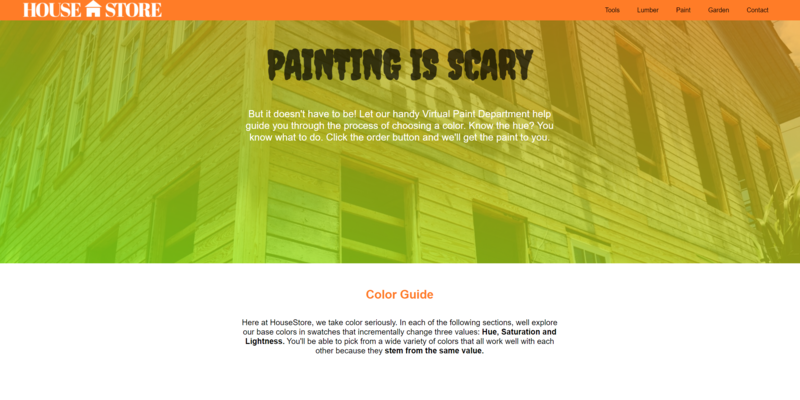 HOUSE STORE
Tools Lumber Paint Garden Contact
PAINTING IS SCARY
But it doesn't have to be! Let our handy Virtual Paint Department help
guide you through the process of choosing a color. Know the hue? You
know what to do. Click the order button and we'll get the paint to you.
Color Guide
Here at HouseStore, we take color seriously. In each of the following sections, well explore
our base colors in swatches that incrementally change three values: Hue, Saturation and
Lightness. You'll be able to pick from a wide variety of colors that all work well with each
other because they stem from the same value.